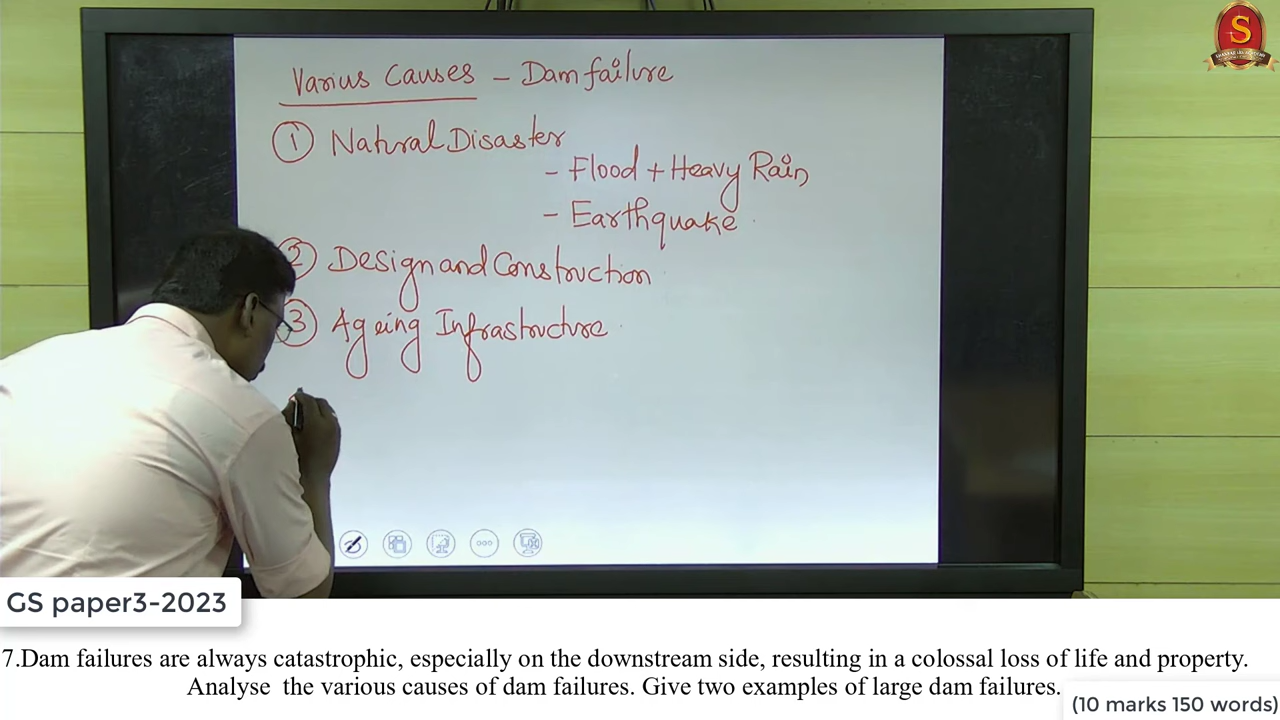 S
Varius Causes - Dam failure
① Natural Disaster
- Flood + Heavy Rain
- Earthquake
② Design and Construction
③ Ageing Infrastructure
GS paper3-2023
7.Dam failures are always catastrophic, especially on the downstream side, resulting in a colossal loss of life and property.
Analyse the various causes of dam failures. Give two examples of large dam failures.
(10 marks 150 words)